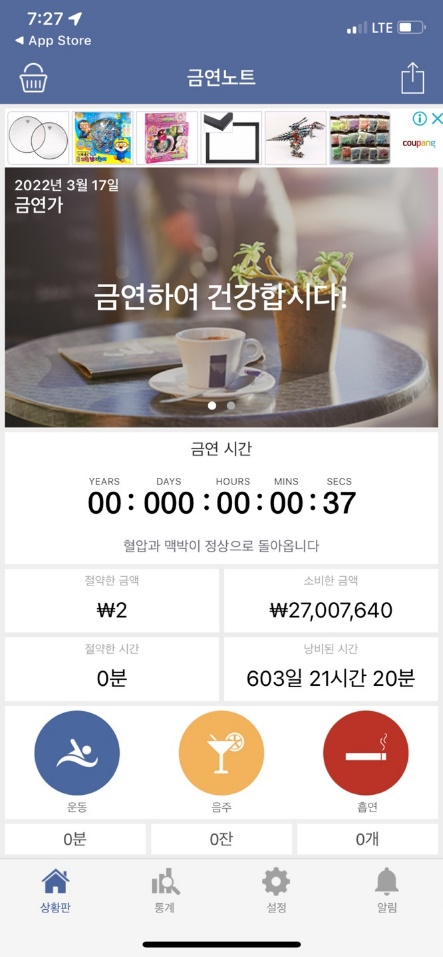 7:27
LTE
◀ App Store
금연노트
coupang
2022년 3월 17일
금연가
금연하여 건강합시다!
금연 시간
YEARS DAYS HOURS MINS SECS
00 : 000 : 00 : 00 : 37
혈압과 맥박이 정상으로 돌아옵니다
절약한 금액 소비한 금액
₩2 ₩27,007,640
절약한 시간 낭비된 시간
0분 603일 21시간 20분
운동 음주 흡연
0분 0잔 0개
상황판 통계 설정 알림